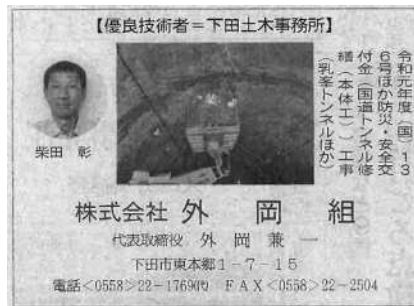 【優良技術者＝下田土木事務所】
令和元年度（国）１３
６号ほか防災・安全交
付金（国道トンネル修
繕（本体工））工事
（乳峯トンネルほか）
柴田 彰
株式会社 外岡組
代表取締役 外岡兼一
下田市東本郷１－７－１５
電話<0558>22－1769㈹ ＦＡＸ<0558>22－2504